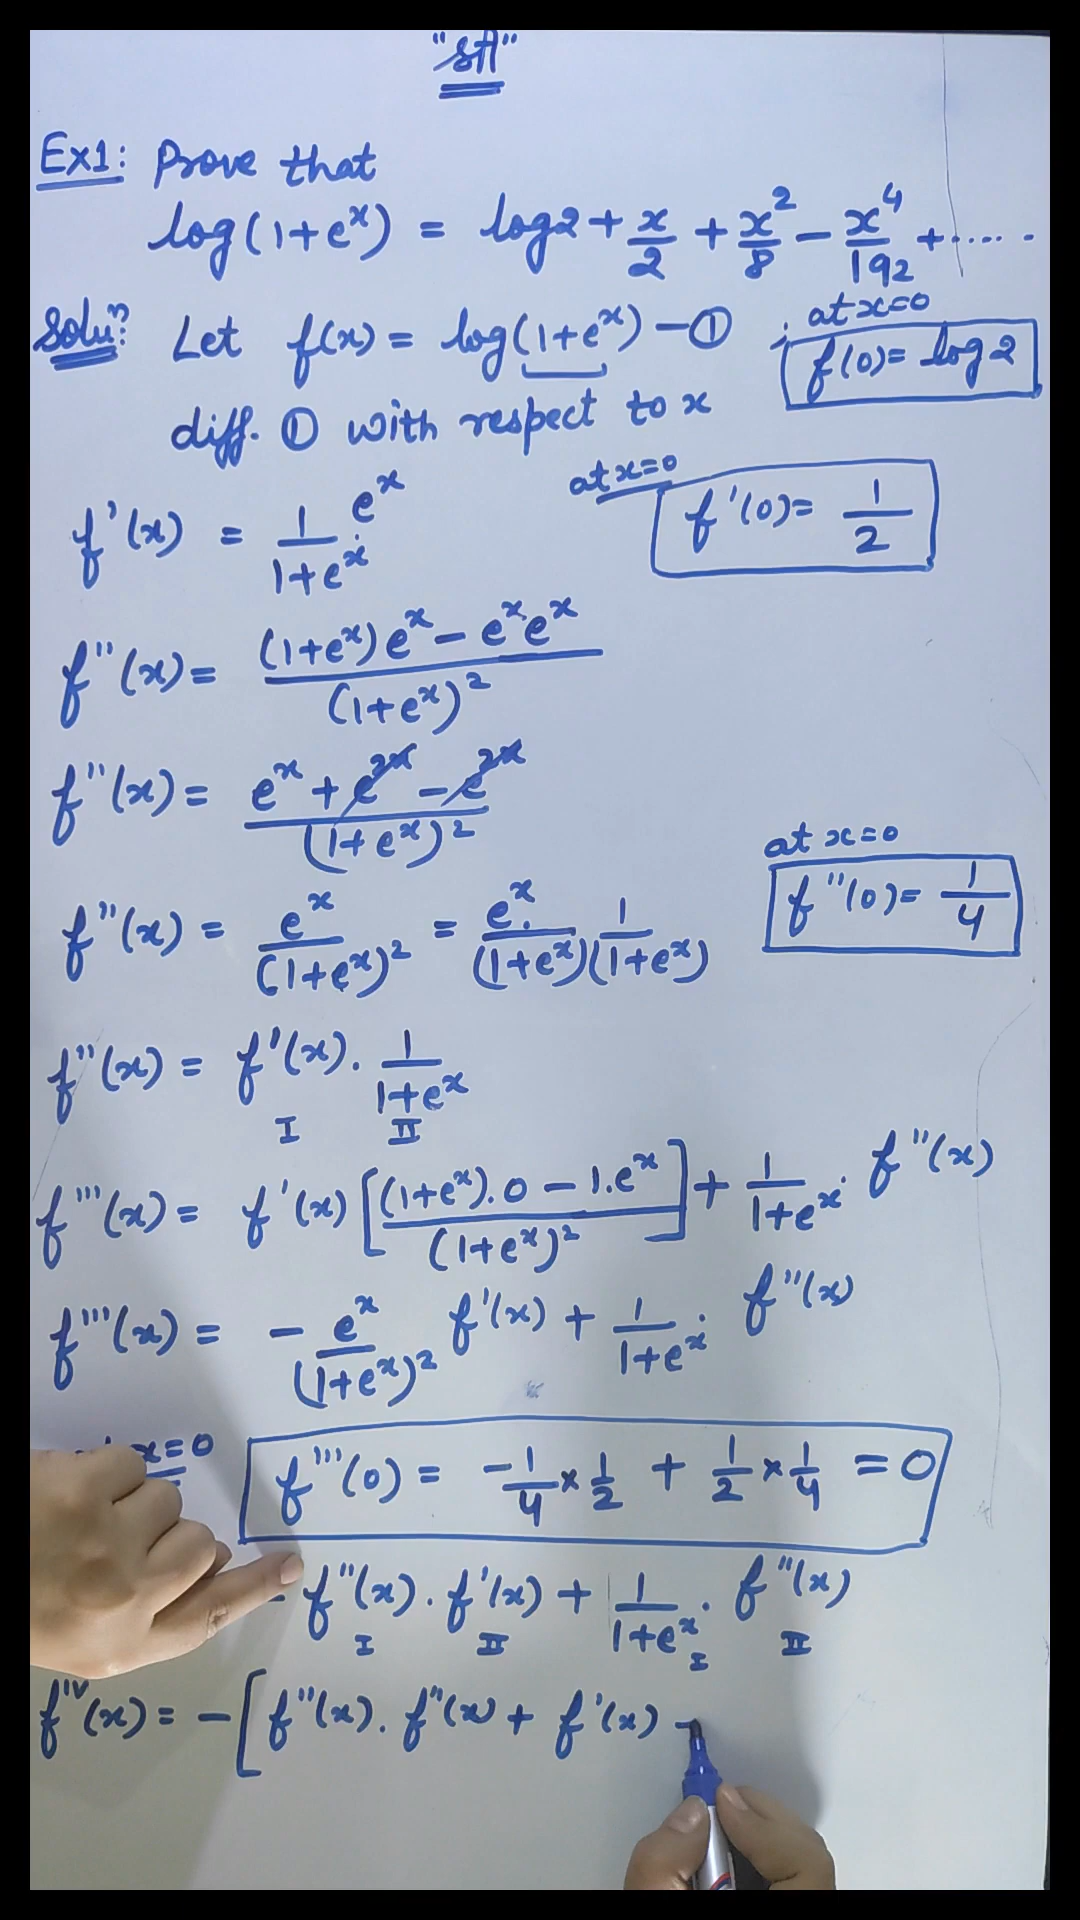 "श्री"
Ex1: Prove that
log(1+e^x) = log2 + x/2 + x^2/8 - x^4/192 + .....
Solun: Let f(x) = log(1+e^x) - ① ; at x=0 f(0) = log 2
diff. ① with respect to x
f'(x) = 1/(1+e^x) . e^x at x=0 f'(0) = 1/2
f''(x) = ((1+e^x) e^x - e^x e^x)/(1+e^x)^2
f''(x) = (e^x + e^2x - e^2x)/(1+e^x)^2
at x=0
f''(x) = e^x/(1+e^x)^2 = e^x/(1+e^x) . 1/(1+e^x) f''(0) = 1/4
f''(x) = f'(x) . 1/(1+e^x)
I II
f'''(x) = f'(x) [((1+e^x).0 - 1.e^x)/(1+e^x)^2] + 1/(1+e^x) . f''(x)
f'''(x) = - e^x/(1+e^x)^2 f'(x) + 1/(1+e^x) . f''(x)
x=0 f'''(0) = -1/4 × 1/2 + 1/2 × 1/4 = 0
- f''(x) . f'(x) + 1/(1+e^x) . f''(x)
I II I II
f^iv(x) = - [f''(x) . f''(x) + f'(x) -